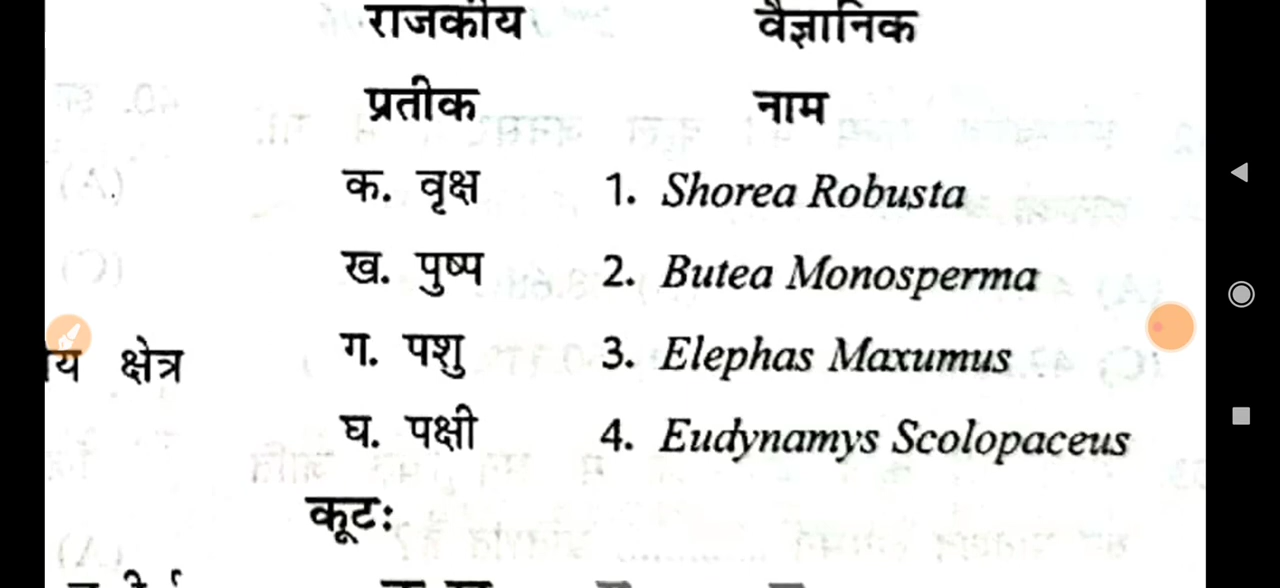 राजकीय वैज्ञानिक
प्रतीक नाम
क. वृक्ष 1. Shorea Robusta
ख. पुष्प 2. Butea Monosperma
ग. पशु 3. Elephas Maxumus
क्षेत्र
घ. पक्षी 4. Eudynamys Scolopaceus
कूटः